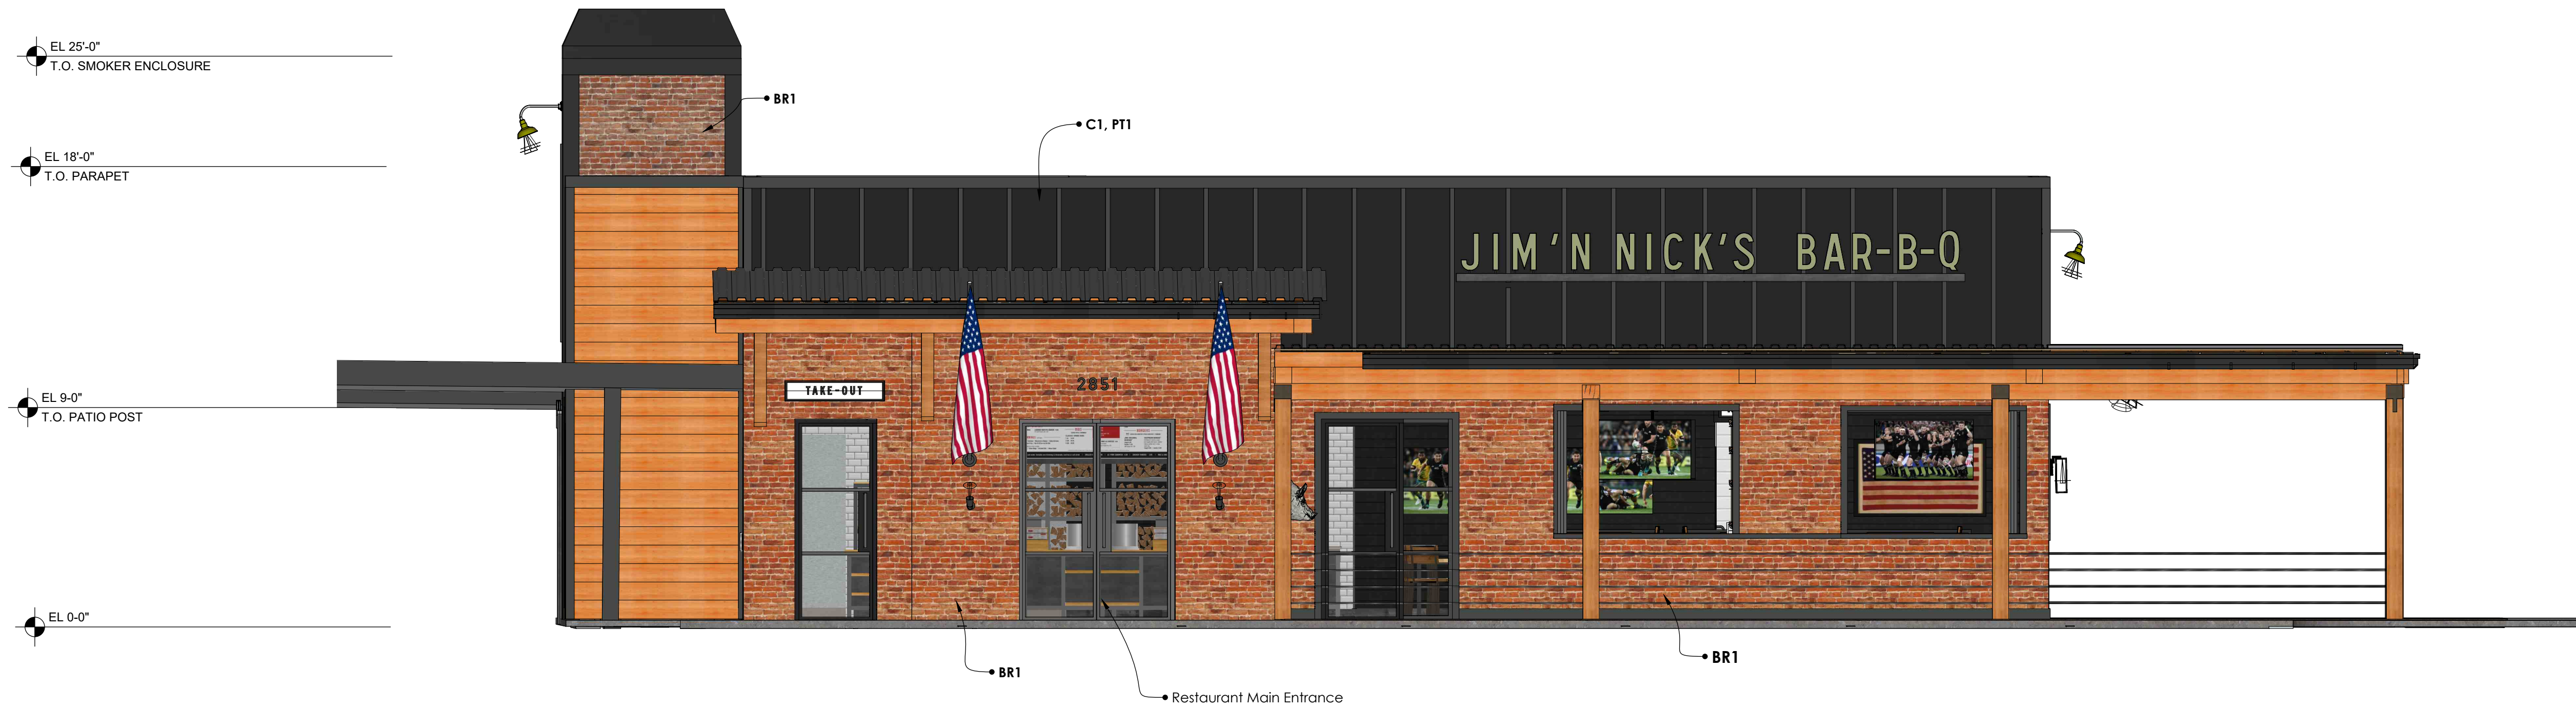 EL 25'-0"
T.O. SMOKER ENCLOSURE
BR1
C1, PT1
EL 18'-0"
T.O. PARAPET
JIM 'N NICK'S BAR-B-Q
TAKE-OUT
2851
EL 9-0"
T.O. PATIO POST
EL 0-0"
BR1
BR1
Restaurant Main Entrance